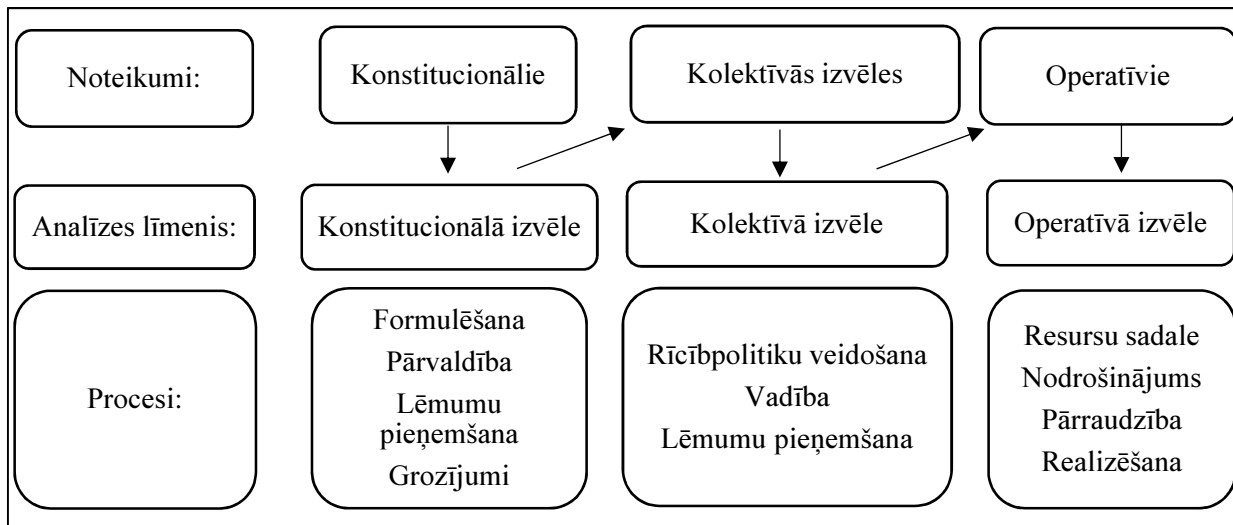 Noteikumi:
Konstitucionālie
Kolektīvās izvēles
Operatīvie
Analīzes līmenis:
Konstitucionālā izvēle
Kolektīvā izvēle
Operatīvā izvēle
Procesi:
Formulēšana
Pārvaldība
Lēmumu
pieņemšana
Grozījumi
Rīcībpolitiku veidošana
Vadība
Lēmumu pieņemšana
Resursu sadale
Nodrošinājums
Pārraudzība
Realizēšana